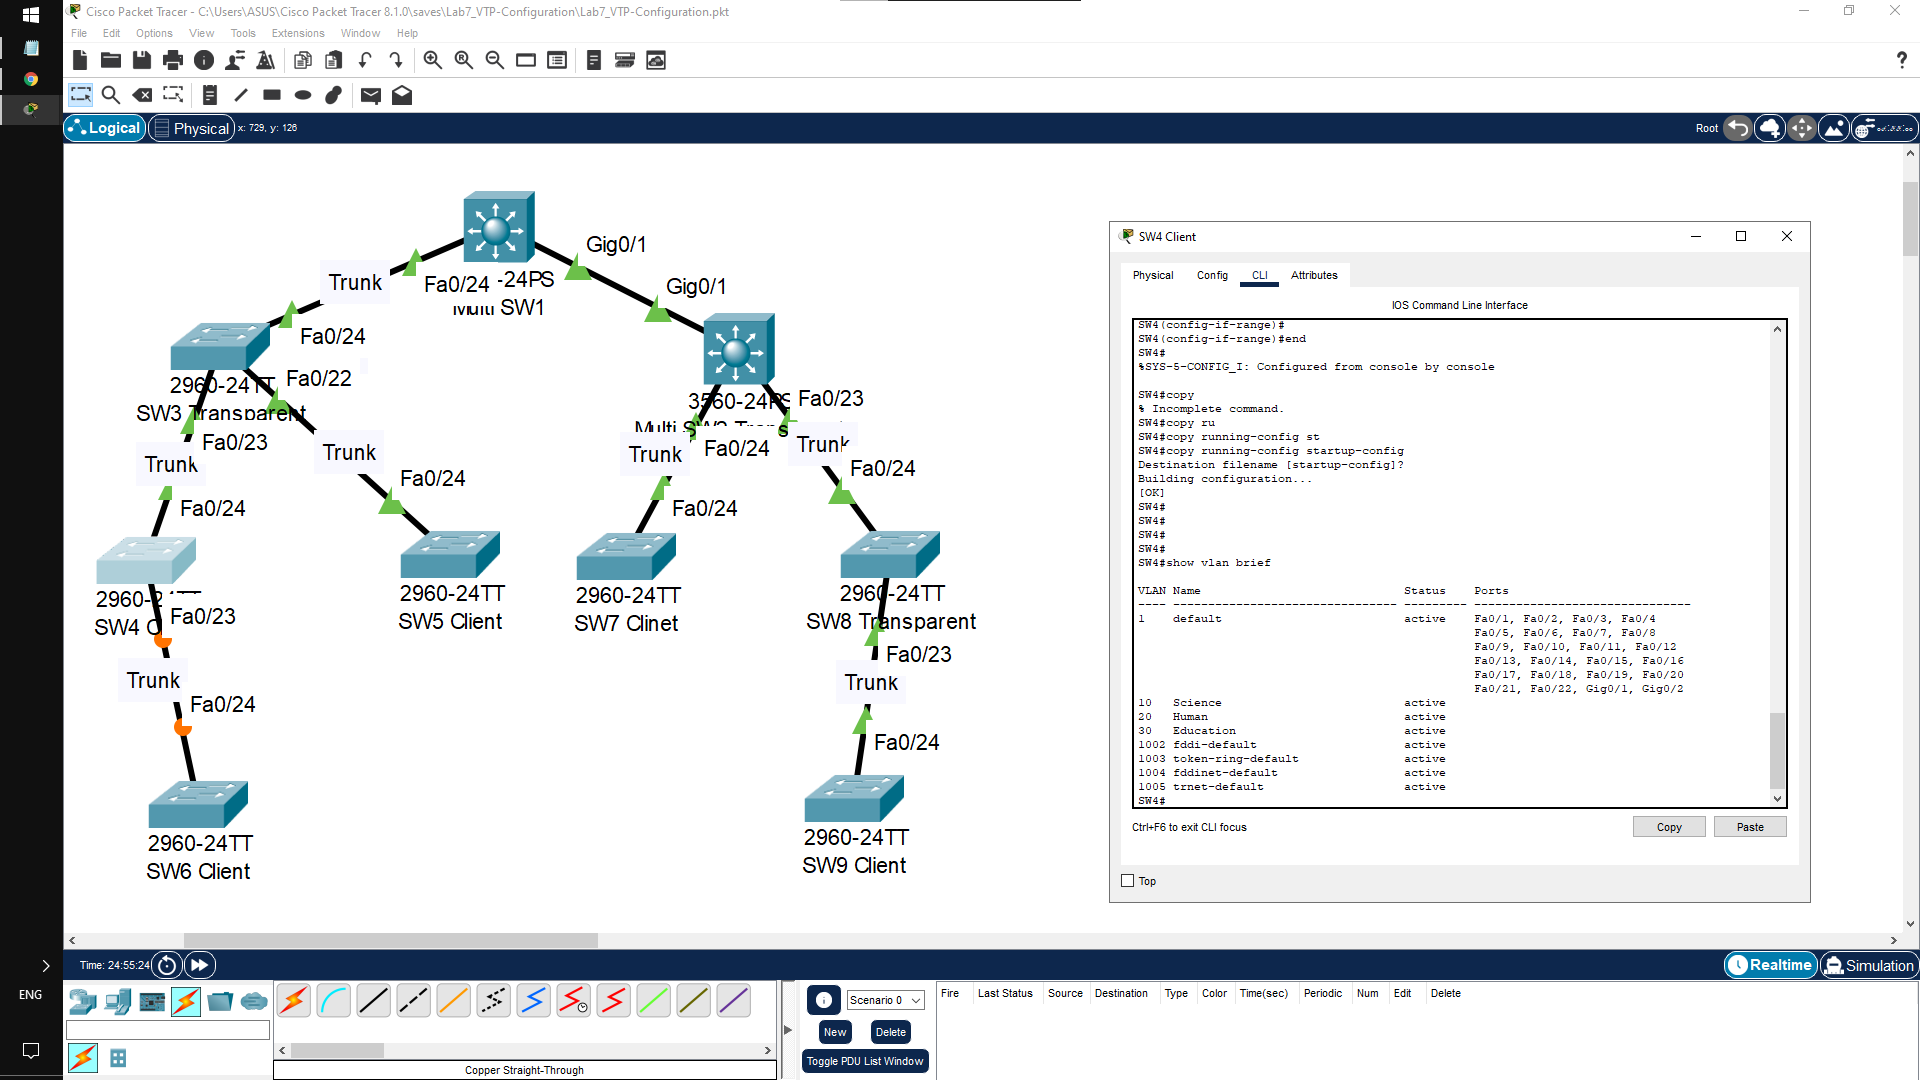 Cisco Packet Tracer - C:\Users\ASUS\Cisco Packet Tracer 8.1.0\saves\Lab7_VTP-Configuration\Lab7_VTP-Configuration.pkt
File Edit Options View Tools Extensions Window Help
?
Logical Physical x: 729, y: 126 Root
Gig0/1
Trunk
Fa0/24 -24PS
SW1
Gig0/1
Fa0/24
2960-24TT
SW3 Transparent
Fa0/22
3560-24PS
Fa0/23
Fa0/23
Trunk
Trunk
Trunk
Fa0/24
Trunk
Fa0/24
Fa0/24
Fa0/24
Fa0/24
SW4 C
Fa0/23
2960-24TT
SW5 Client
2960-24TT
SW7 Clinet
2960-24TT
SW8 Transparent
Fa0/23
Trunk
Trunk
Fa0/24
Fa0/24
2960-24TT
SW6 Client
2960-24TT
SW9 Client
SW4 Client
Physical Config CLI Attributes
IOS Command Line Interface
SW4(config-if-range)#
SW4(config-if-range)#end
SW4#
%SYS-5-CONFIG_I: Configured from console by console
SW4#copy
% Incomplete command.
SW4#copy ru
SW4#copy running-config st
SW4#copy running-config startup-config
Destination filename [startup-config]?
Building configuration...
[OK]
SW4#
SW4#
SW4#
SW4#
SW4#show vlan brief
VLAN Name Status Ports
---- -------------------------------- --------- -------------------------------
1 default active Fa0/1, Fa0/2, Fa0/3, Fa0/4
Fa0/5, Fa0/6, Fa0/7, Fa0/8
Fa0/9, Fa0/10, Fa0/11, Fa0/12
Fa0/13, Fa0/14, Fa0/15, Fa0/16
Fa0/17, Fa0/18, Fa0/19, Fa0/20
Fa0/21, Fa0/22, Gig0/1, Gig0/2
10 Science active
20 Human active
30 Education active
1002 fddi-default active
1003 token-ring-default active
1004 fddinet-default active
1005 trnet-default active
SW4#
Ctrl+F6 to exit CLI focus
Copy Paste
Top
Time: 24:55:24
Realtime Simulation
ENG
Scenario 0
New Delete
Toggle PDU List Window
Fire Last Status Source Destination Type Color Time(sec) Periodic Num Edit Delete
Copper Straight-Through